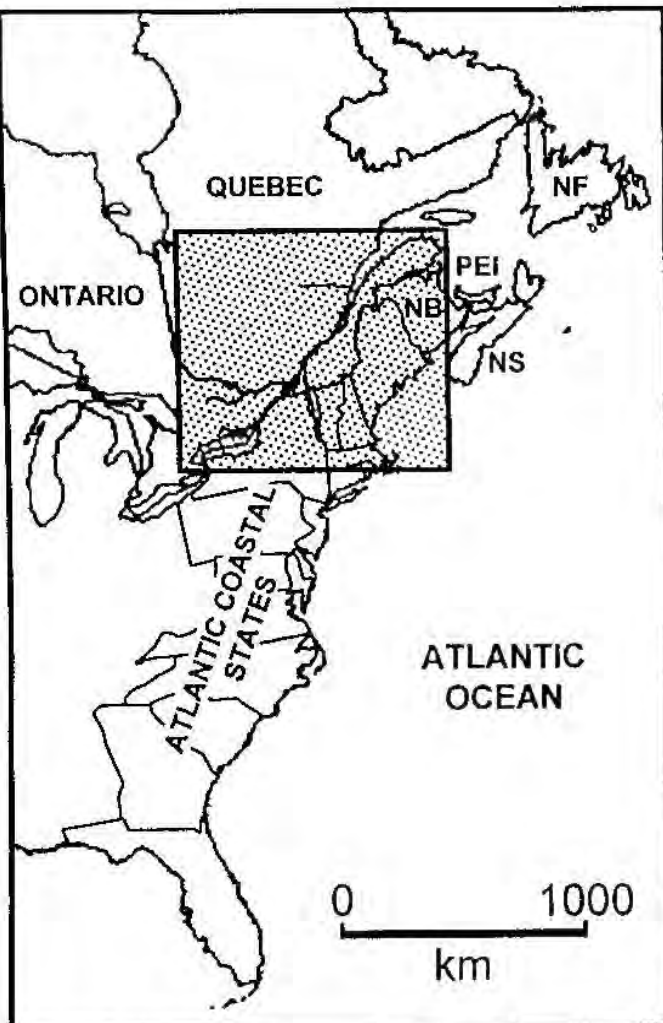 QUEBEC
NF
ONTARIO
PEI
NB
NS
ATLANTIC COASTAL
STATES
ATLANTIC
OCEAN
0 1000
km